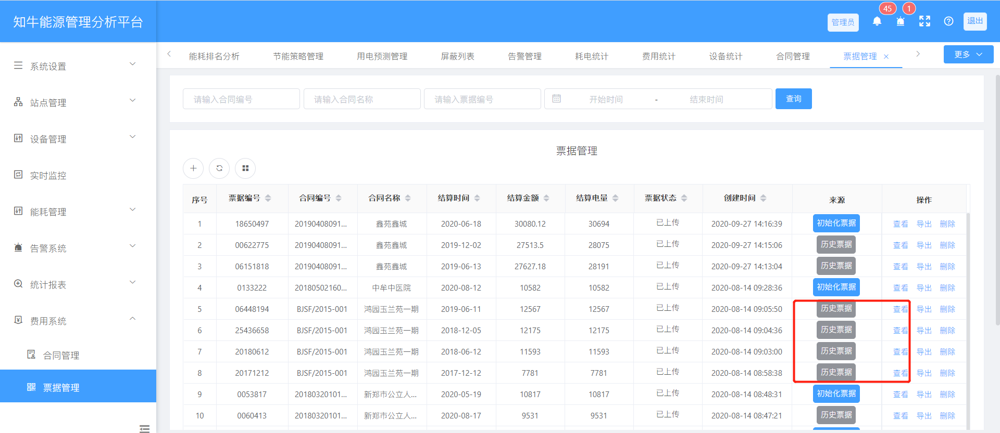 知牛能源管理分析平台
管理员
45
1
退出
系统设置
站点管理
设备管理
实时监控
能耗管理
告警系统
统计报表
费用系统
合同管理
票据管理
能耗排名分析 节能策略管理 用电预测管理 屏蔽列表 告警管理 耗电统计 费用统计 设备统计 合同管理 票据管理 更多
请输入合同编号 请输入合同名称 请输入票据编号 开始时间 - 结束时间 查询
票据管理
序号 票据编号 合同编号 合同名称 结算时间 结算金额 结算电量 票据状态 创建时间 来源 操作
1 18650497 20190408091... 鑫苑鑫城 2020-06-18 30080.12 30694 已上传 2020-09-27 14:16:39 初始化票据 查看 导出 删除
2 00622775 20190408091... 鑫苑鑫城 2019-12-02 27513.5 28075 已上传 2020-09-27 14:15:06 历史票据 查看 导出 删除
3 06151818 20190408091... 鑫苑鑫城 2019-06-13 27627.18 28191 已上传 2020-09-27 14:13:04 历史票据 查看 导出 删除
4 0133222 20180502160... 中牟中医院 2020-08-12 10582 10582 已上传 2020-08-14 09:28:36 初始化票据 查看 导出 删除
5 06448194 BJSF/2015-001 鸿园玉兰苑一期 2019-06-11 12567 12567 已上传 2020-08-14 09:05:50 历史票据 查看 导出 删除
6 25436658 BJSF/2015-001 鸿园玉兰苑一期 2018-12-05 12175 12175 已上传 2020-08-14 09:04:36 历史票据 查看 导出 删除
7 20180612 BJSF/2015-001 鸿园玉兰苑一期 2018-06-12 11593 11593 已上传 2020-08-14 09:03:00 历史票据 查看 导出 删除
8 20171212 BJSF/2015-001 鸿园玉兰苑一期 2017-12-12 7781 7781 已上传 2020-08-14 08:58:38 历史票据 查看 导出 删除
9 0053817 20180320101... 新郑市公立人... 2020-05-19 10817 10817 已上传 2020-08-14 08:48:31 初始化票据 查看 导出 删除
10 0060413 20180320101... 新郑市公立人... 2020-08-17 9531 9531 已上传 2020-08-14 08:47:21 历史票据 查看 导出 删除